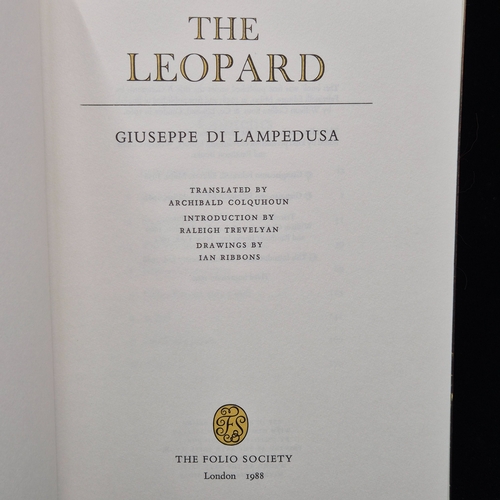 THE
LEOPARD
GIUSEPPE DI LAMPEDUSA
TRANSLATED BY
ARCHIBALD COLQUHOUN
INTRODUCTION BY
RALEIGH TREVELYAN
DRAWINGS BY
IAN RIBBONS
FS
THE FOLIO SOCIETY
London 1988